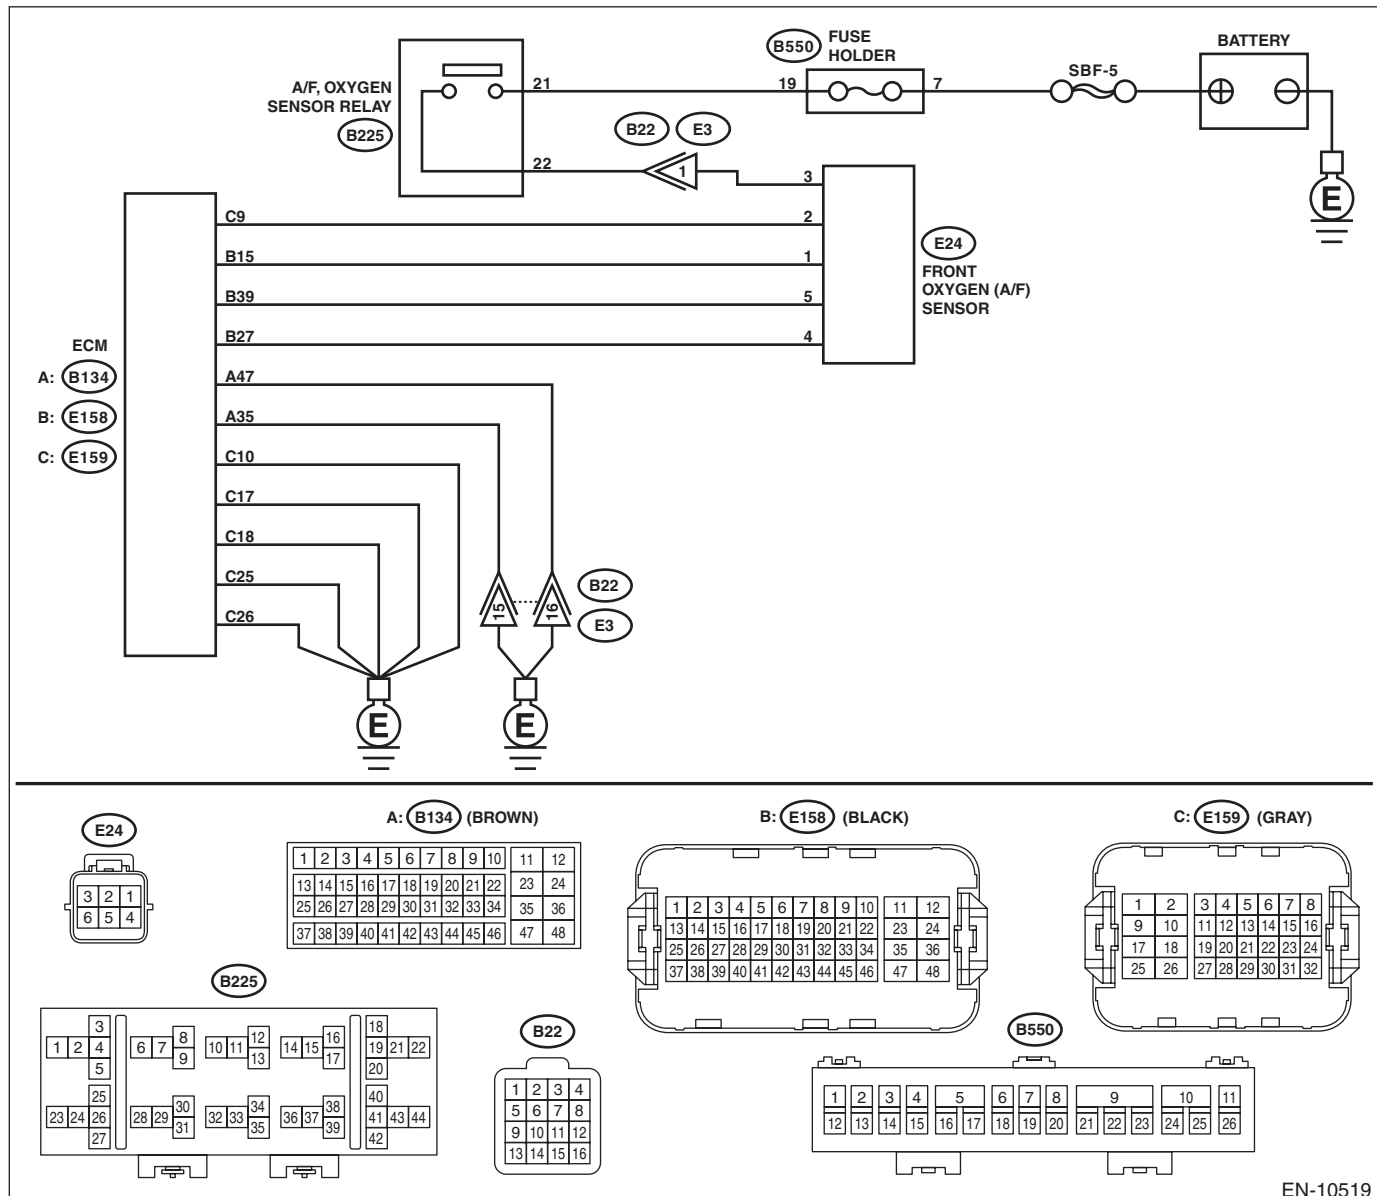 B550 FUSE HOLDER
BATTERY
SBF-5
A/F, OXYGEN SENSOR RELAY
B225
21 19 7
B22 E3
22 1 3
C9 2
B15 1
B39 5
B27 4
E24
FRONT OXYGEN (A/F) SENSOR
E
ECM
A: B134
B: E158
C: E159
A47
A35
C10
C17
C18
C25
C26
15 16
B22
E3
E E
E24
3 2 1
6 5 4
A: B134 (BROWN)
1 2 3 4 5 6 7 8 9 10 11 12
13 14 15 16 17 18 19 20 21 22 23 24
25 26 27 28 29 30 31 32 33 34 35 36
37 38 39 40 41 42 43 44 45 46 47 48
B: E158 (BLACK)
1 2 3 4 5 6 7 8 9 10 11 12
13 14 15 16 17 18 19 20 21 22 23 24
25 26 27 28 29 30 31 32 33 34 35 36
37 38 39 40 41 42 43 44 45 46 47 48
C: E159 (GRAY)
1 2 3 4 5 6 7 8
9 10 11 12 13 14 15 16
17 18 19 20 21 22 23 24
25 26 27 28 29 30 31 32
B225
3 8 12 16 18
1 2 4 6 7 10 11 14 15 19 21 22
9 13 17
5 20
25 30 34 38 40
23 24 26 28 29 32 33 36 37 41 43 44
31 35 39
27 42
B22
1 2 3 4
5 6 7 8
9 10 11 12
13 14 15 16
B550
1 2 3 4 5 6 7 8 9 10 11
12 13 14 15 16 17 18 19 20 21 22 23 24 25 26
EN-10519